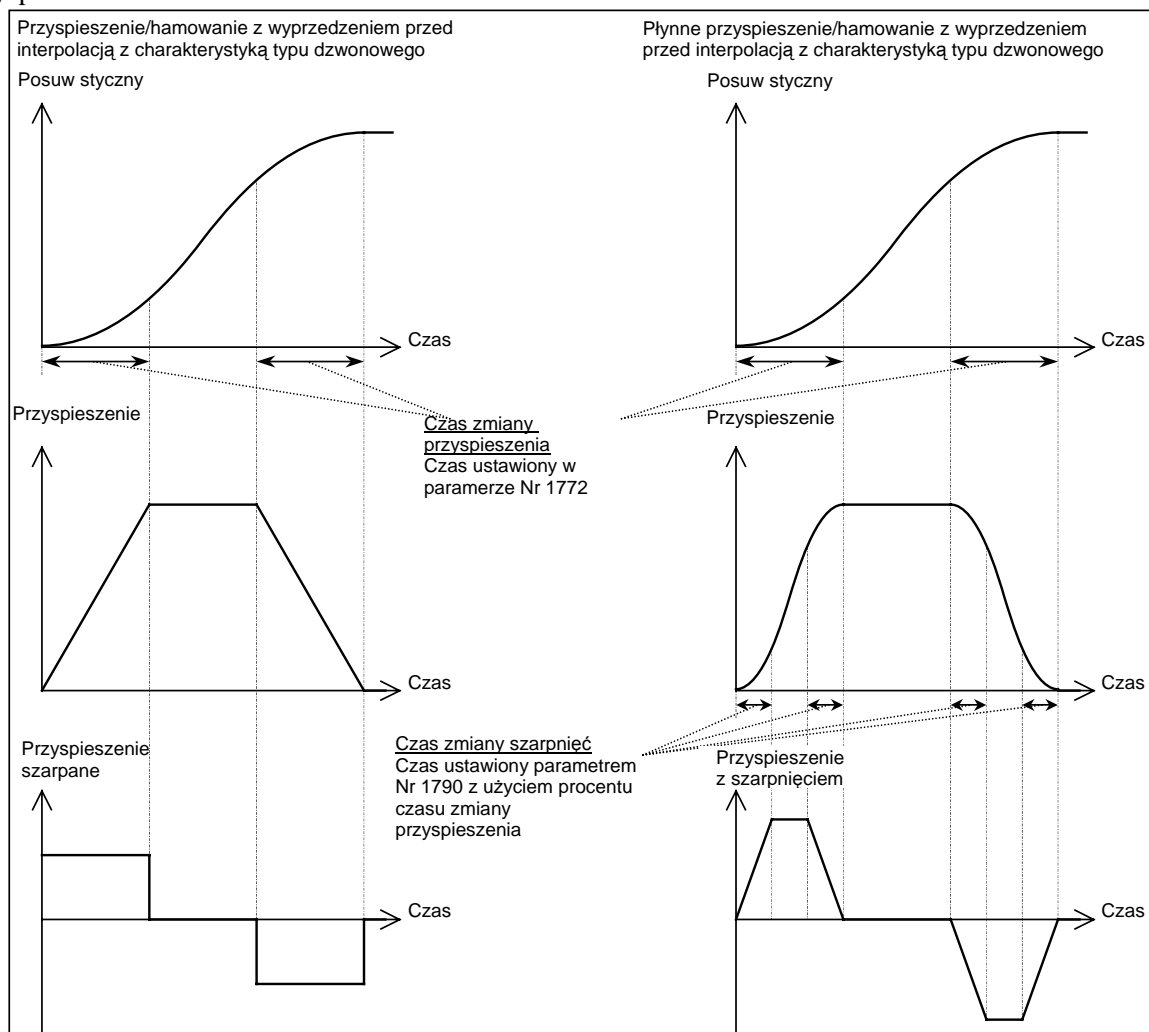 Przyspieszenie/hamowanie z wyprzedzeniem przed
interpolacją z charakterystyką typu dzwonowego
Płynne przyspieszenie/hamowanie z wyprzedzeniem
przed interpolacją z charakterystyką typu dzwonowego
Posuw styczny
Posuw styczny
Czas
Czas
Przyspieszenie
Przyspieszenie
Czas zmiany
przyspieszenia
Czas ustawiony w
paramerze Nr 1772
Czas
Czas
Przyspieszenie
szarpane
Czas zmiany szarpnięć
Czas ustawiony parametrem
Nr 1790 z użyciem procentu
czasu zmiany
przyspieszenia
Przyspieszenie
z szarpnięciem
Czas
Czas